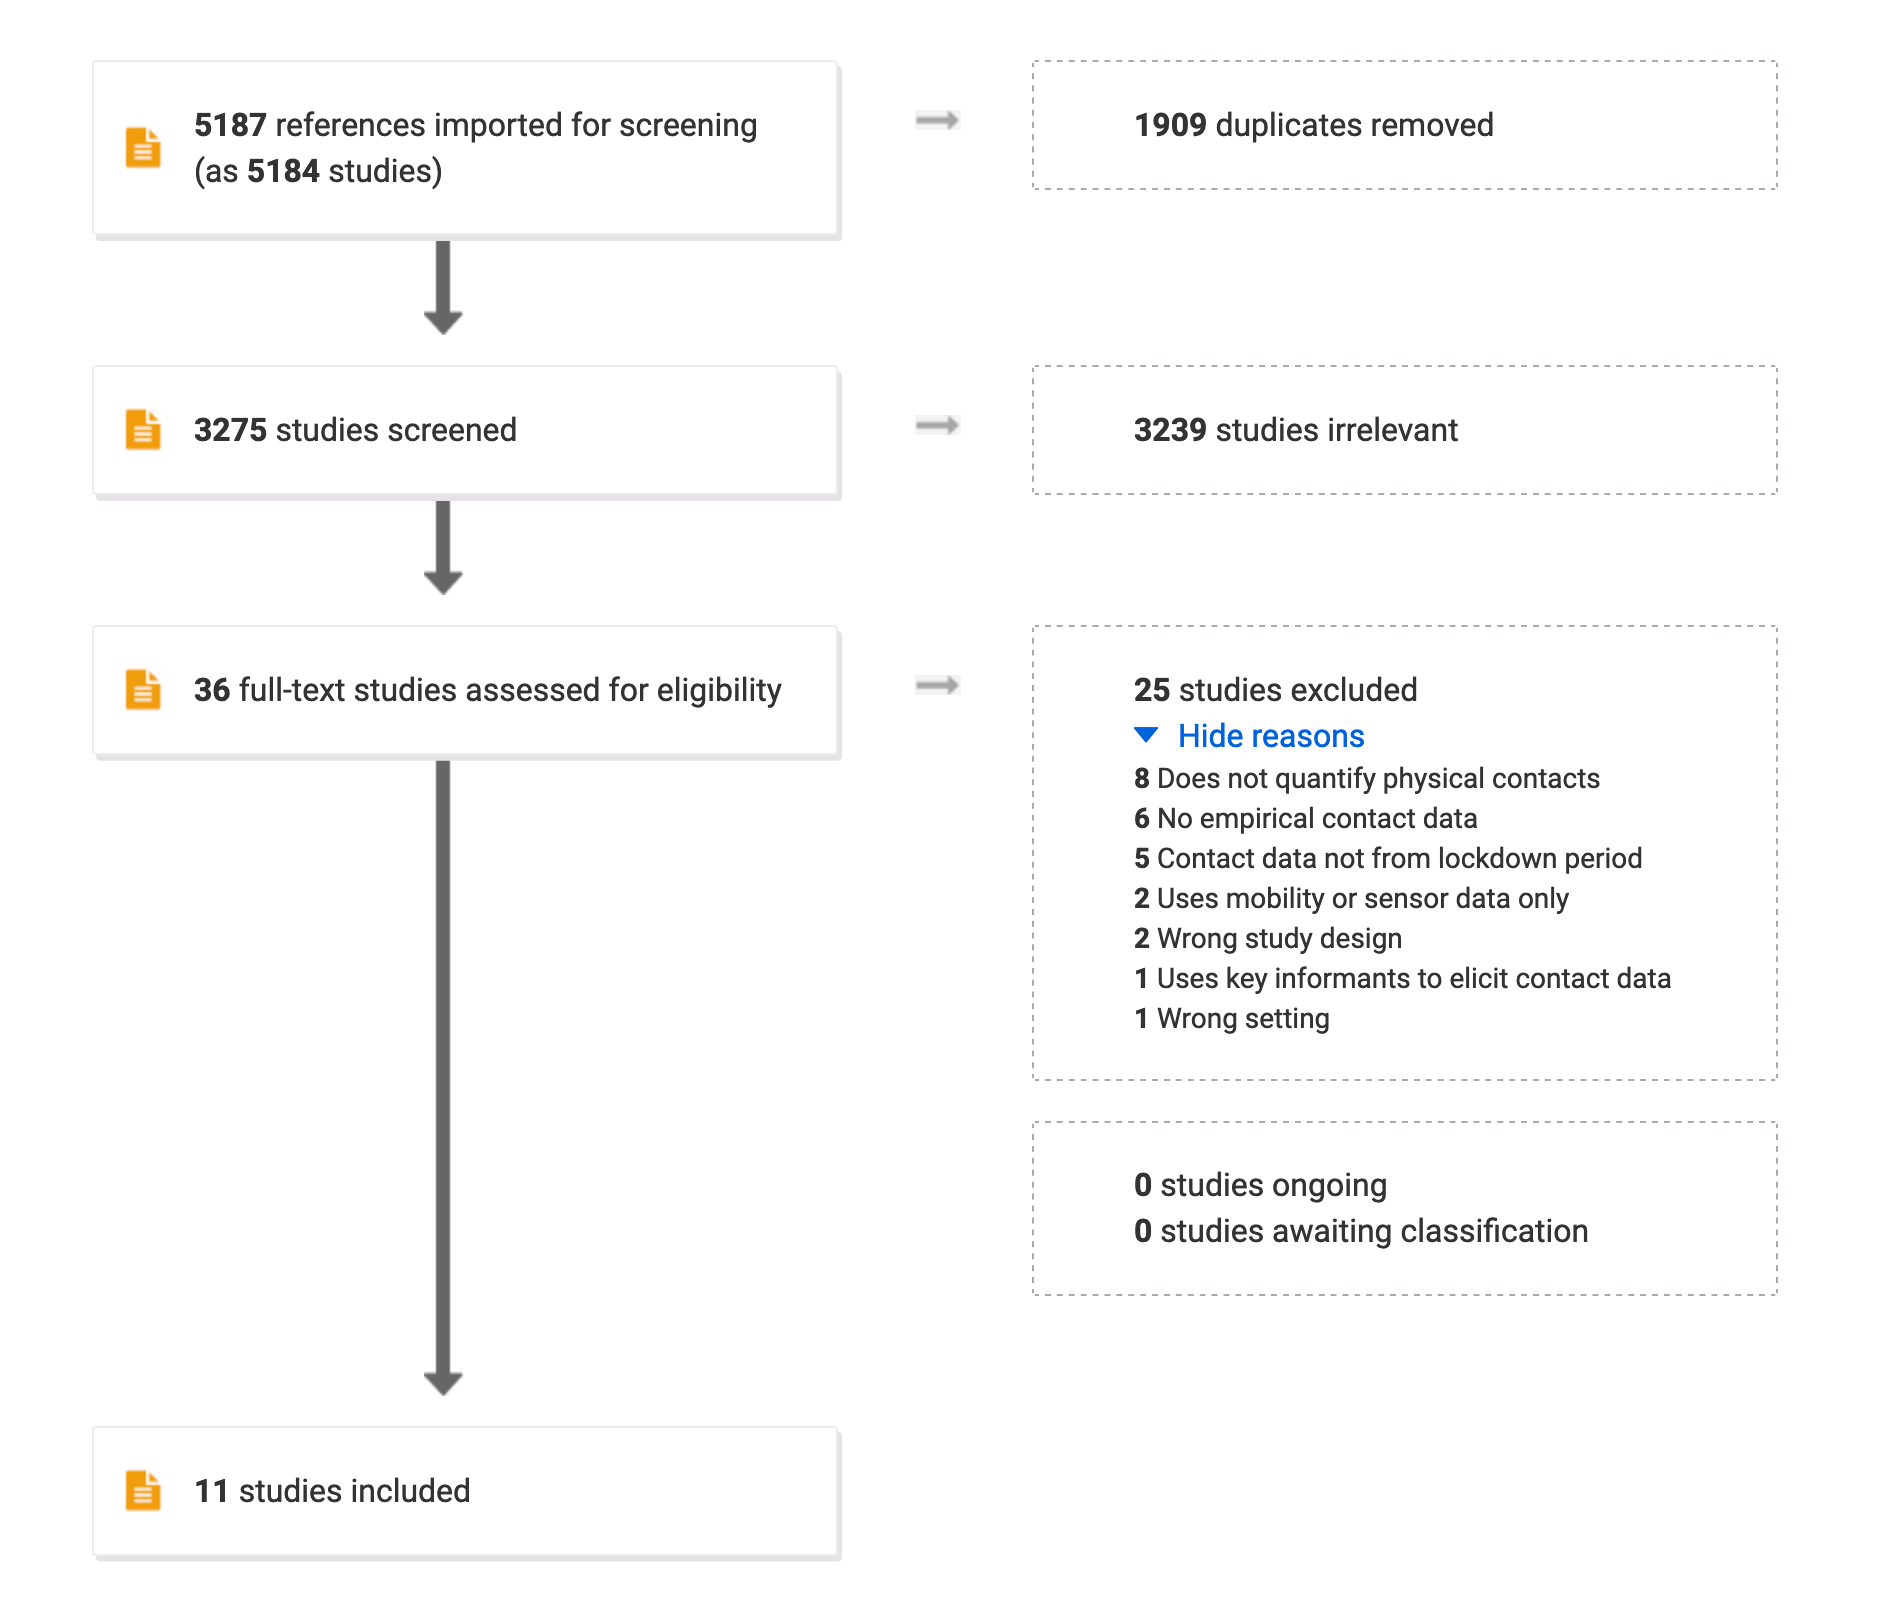 5187 references imported for screening
(as 5184 studies)
1909 duplicates removed
3275 studies screened
3239 studies irrelevant
36 full-text studies assessed for eligibility
25 studies excluded
Hide reasons
8 Does not quantify physical contacts
6 No empirical contact data
5 Contact data not from lockdown period
2 Uses mobility or sensor data only
2 Wrong study design
1 Uses key informants to elicit contact data
1 Wrong setting
0 studies ongoing
0 studies awaiting classification
11 studies included